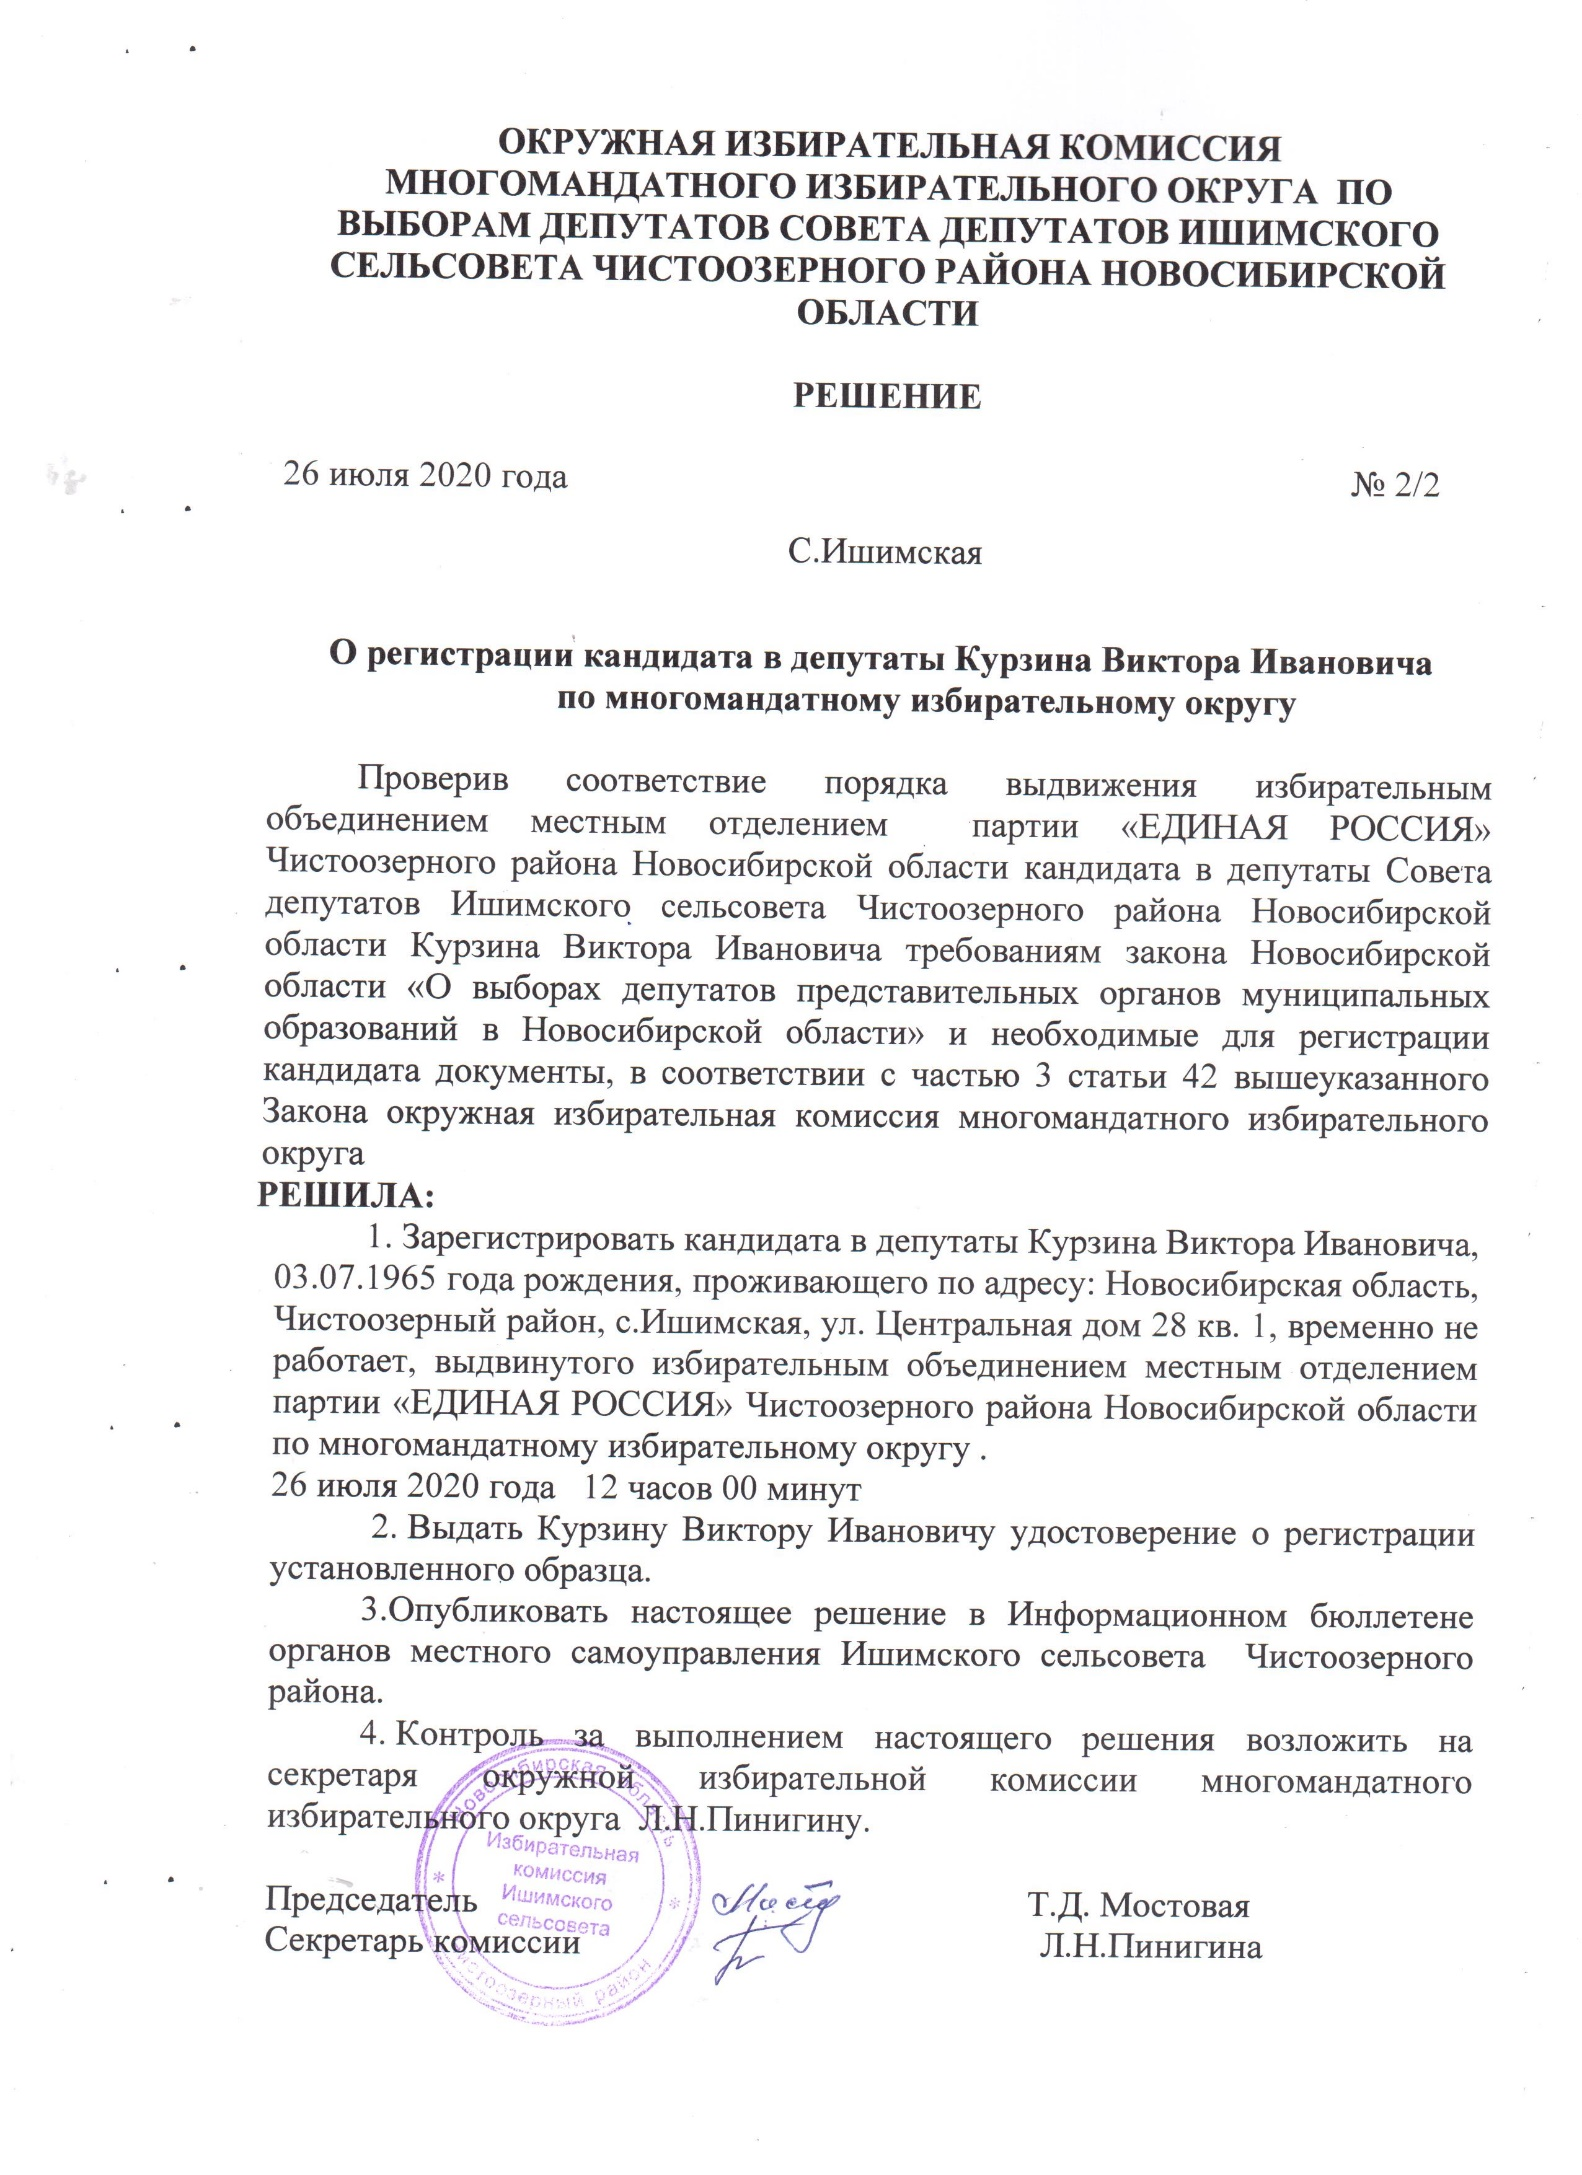 ОКРУЖНАЯ ИЗБИРАТЕЛЬНАЯ КОМИССИЯ
МНОГОМАНДАТНОГО ИЗБИРАТЕЛЬНОГО ОКРУГА ПО
ВЫБОРАМ ДЕПУТАТОВ СОВЕТА ДЕПУТАТОВ ИШИМСКОГО
СЕЛЬСОВЕТА ЧИСТООЗЕРНОГО РАЙОНА НОВОСИБИРСКОЙ
ОБЛАСТИ
РЕШЕНИЕ
26 июля 2020 года № 2/2
С.Ишимская
О регистрации кандидата в депутаты Курзина Виктора Ивановича
по многомандатному избирательному округу
Проверив соответствие порядка выдвижения избирательным
объединением местным отделением партии «ЕДИНАЯ РОССИЯ»
Чистоозерного района Новосибирской области кандидата в депутаты Совета
депутатов Ишимского сельсовета Чистоозерного района Новосибирской
области Курзина Виктора Ивановича требованиям закона Новосибирской
области «О выборах депутатов представительных органов муниципальных
образований в Новосибирской области» и необходимые для регистрации
кандидата документы, в соответствии с частью 3 статьи 42 вышеуказанного
Закона окружная избирательная комиссия многомандатного избирательного
округа
РЕШИЛА:
1. Зарегистрировать кандидата в депутаты Курзина Виктора Ивановича,
03.07.1965 года рождения, проживающего по адресу: Новосибирская область,
Чистоозерный район, с.Ишимская, ул. Центральная дом 28 кв. 1, временно не
работает, выдвинутого избирательным объединением местным отделением
партии «ЕДИНАЯ РОССИЯ» Чистоозерного района Новосибирской области
по многомандатному избирательному округу .
26 июля 2020 года 12 часов 00 минут
2. Выдать Курзину Виктору Ивановичу удостоверение о регистрации
установленного образца.
3.Опубликовать настоящее решение в Информационном бюллетене
органов местного самоуправления Ишимского сельсовета Чистоозерного
района.
4. Контроль за выполнением настоящего решения возложить на
секретаря окружной избирательной комиссии многомандатного
избирательного округа Л.Н.Пинигину.
Новосибирская область
Избирательная
комиссия
Ишимского
сельсовета
Чистоозерный район
Председатель Т.Д. Мостовая
Секретарь комиссии Л.Н.Пинигина